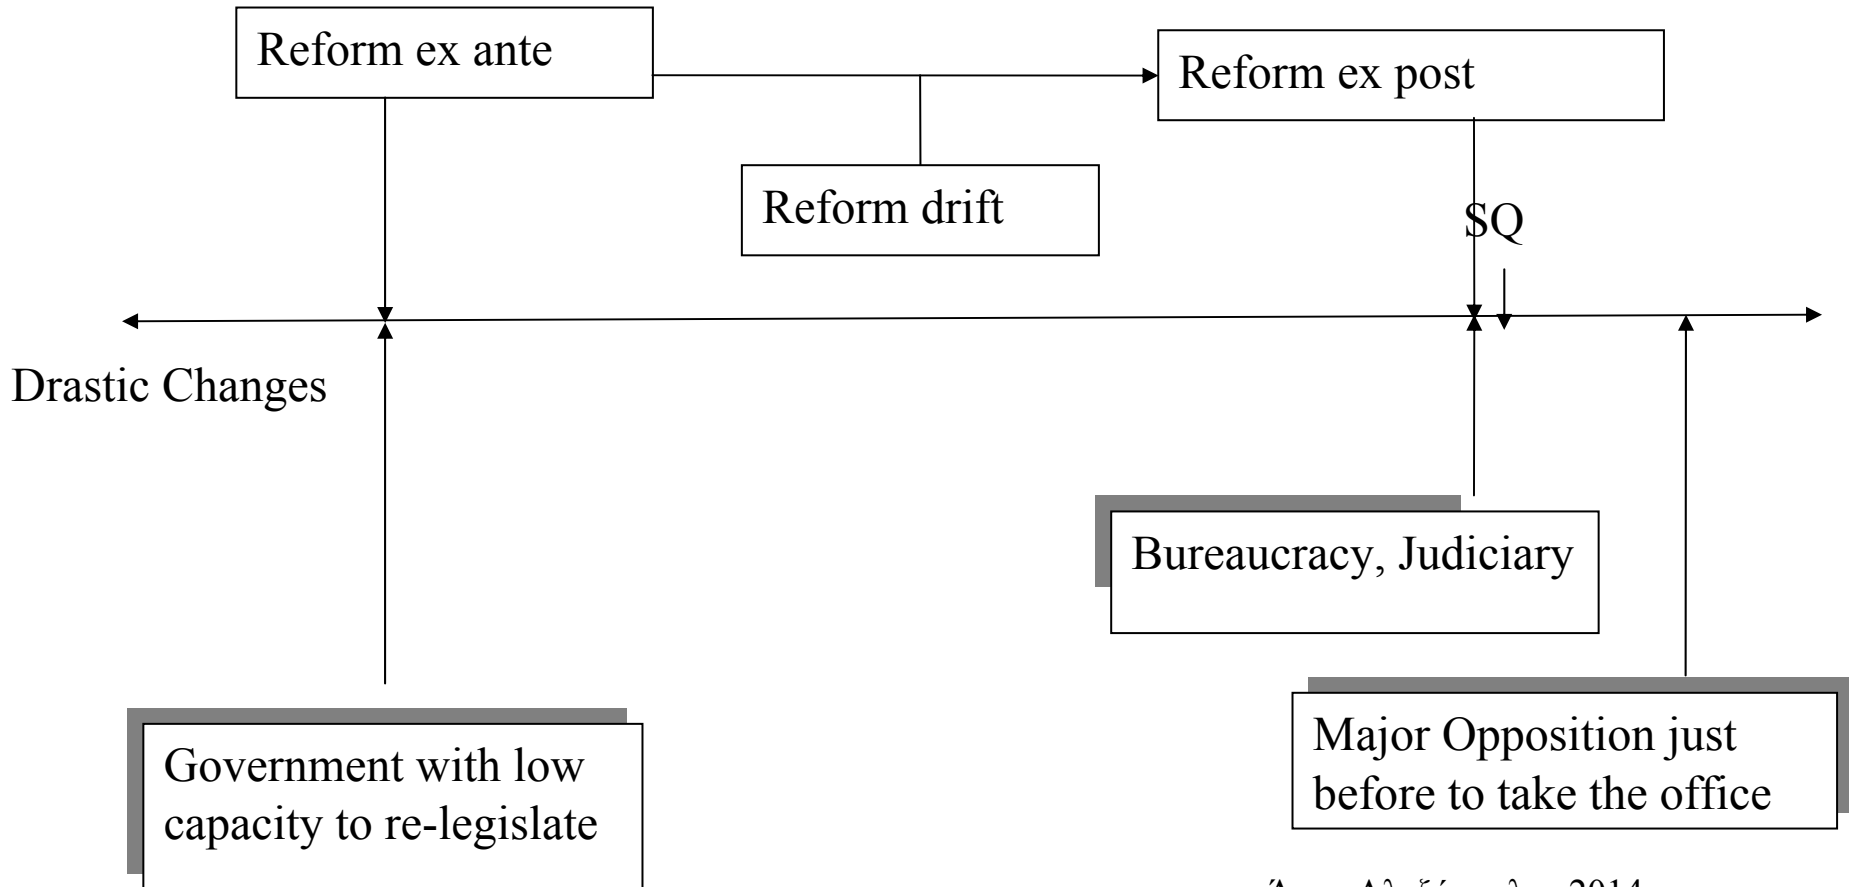 Reform ex ante
Reform ex post
Reform drift
SQ
Drastic Changes
Bureaucracy, Judiciary
Major Opposition just
before to take the office
Government with low
capacity to re-legislate
2014